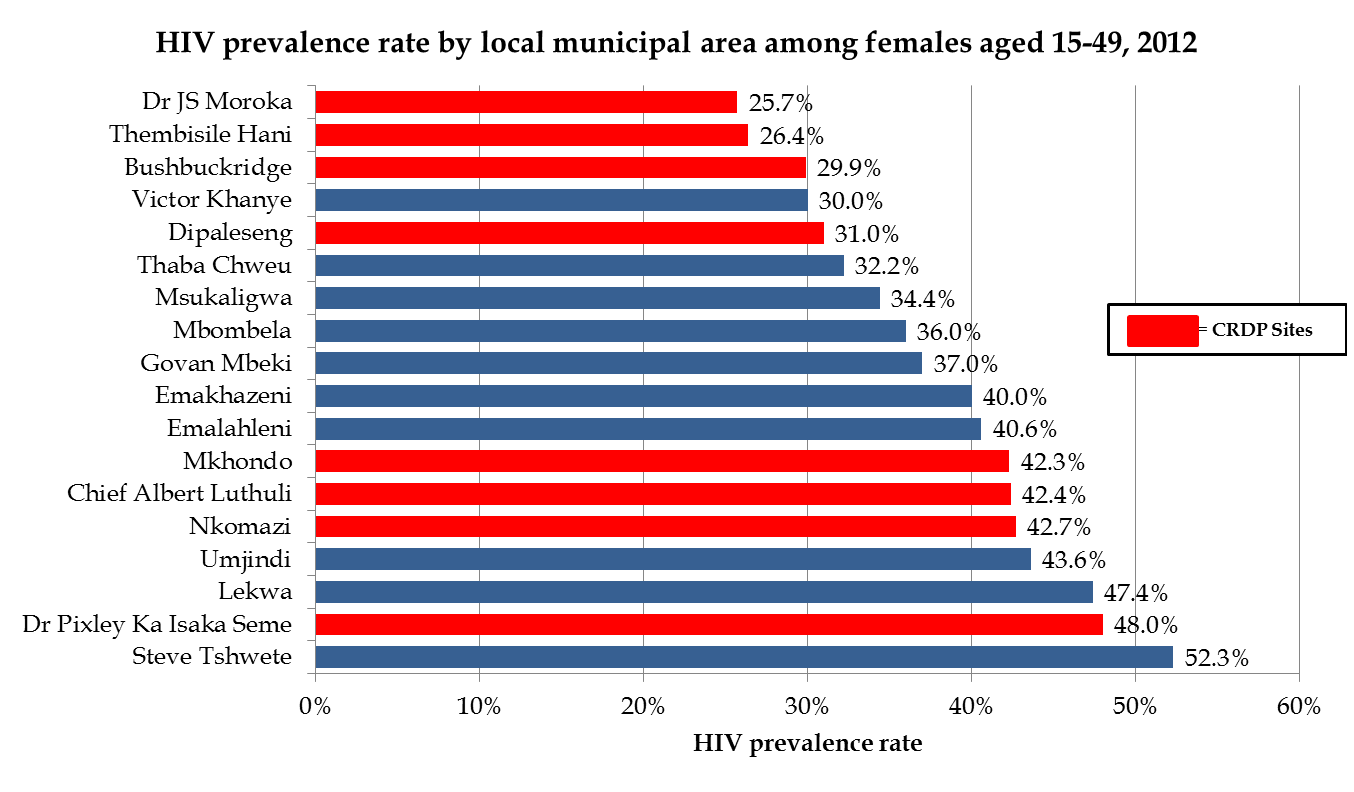 HIV prevalence rate by local municipal area among females aged 15-49, 2012
Dr JS Moroka 25.7%
Thembisile Hani 26.4%
Bushbuckridge 29.9%
Victor Khanye 30.0%
Dipaleseng 31.0%
Thaba Chweu 32.2%
Msukaligwa 34.4%
Mbombela 36.0%
= CRDP Sites
Govan Mbeki 37.0%
Emakhazeni 40.0%
Emalahleni 40.6%
Mkhondo 42.3%
Chief Albert Luthuli 42.4%
Nkomazi 42.7%
Umjindi 43.6%
Lekwa 47.4%
Dr Pixley Ka Isaka Seme 48.0%
Steve Tshwete 52.3%
0% 10% 20% 30% 40% 50% 60%
HIV prevalence rate